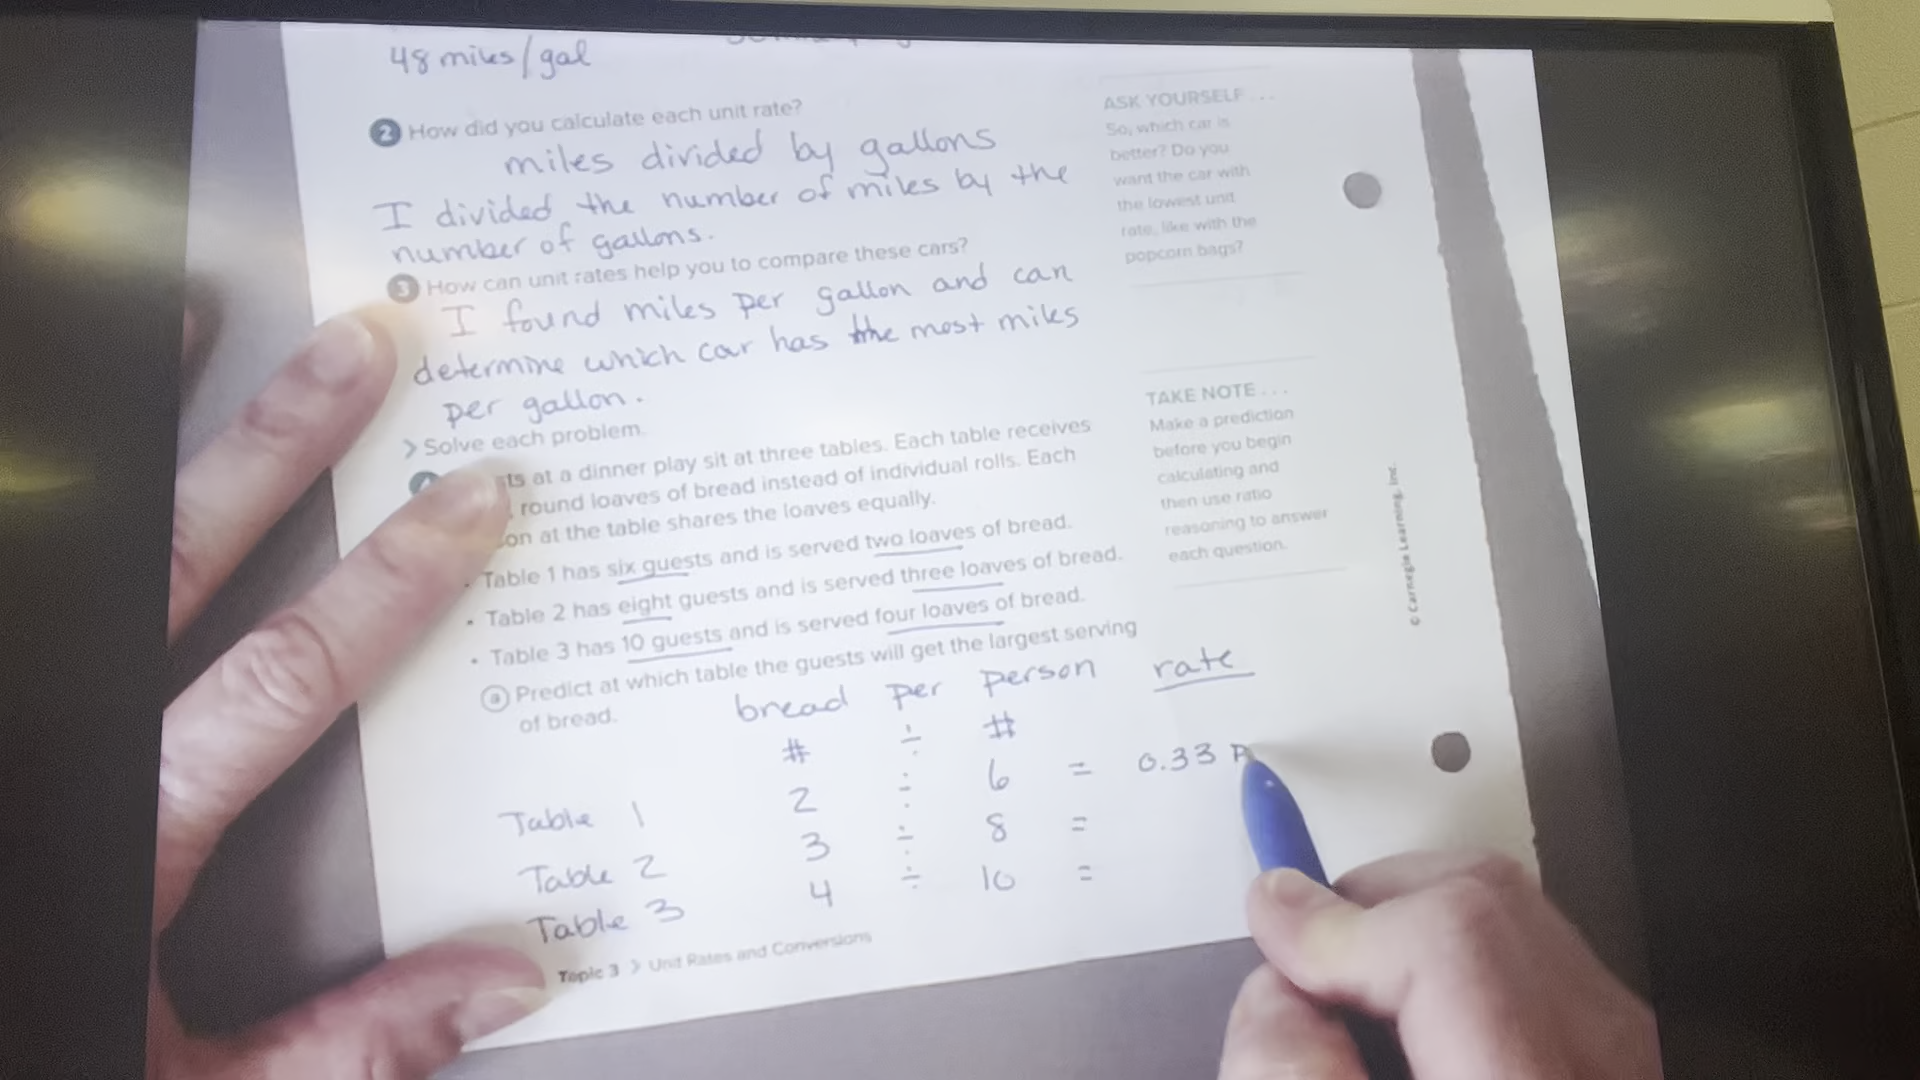 48 miles/gal
2 How did you calculate each unit rate?
miles divided by gallons
I divided the number of miles by the
number of gallons.
3 How can unit rates help you to compare these cars?
I found miles per gallon and can
determine which car has the most miles
per gallon.
> Solve each problem.
at a dinner play sit at three tables. Each table receives
round loaves of bread instead of individual rolls. Each
at the table shares the loaves equally.
• Table 1 has six guests and is served two loaves of bread.
• Table 2 has eight guests and is served three loaves of bread.
• Table 3 has 10 guests and is served four loaves of bread.
a Predict at which table the guests will get the largest serving
of bread.
bread per person rate
# ÷ #
Table 1 2 ÷ 6 = 0.33
Table 2 3 ÷ 8 =
Table 3 4 ÷ 10 =
Topic 3 > Unit Rates and Conversions
ASK YOURSELF . . .
So, which car is
better? Do you
want the car with
the lowest unit
rate, like with the
popcorn bags?
TAKE NOTE . . .
Make a prediction
before you begin
calculating and
then use ratio
reasoning to answer
each question.
© Carnegie Learning, Inc.